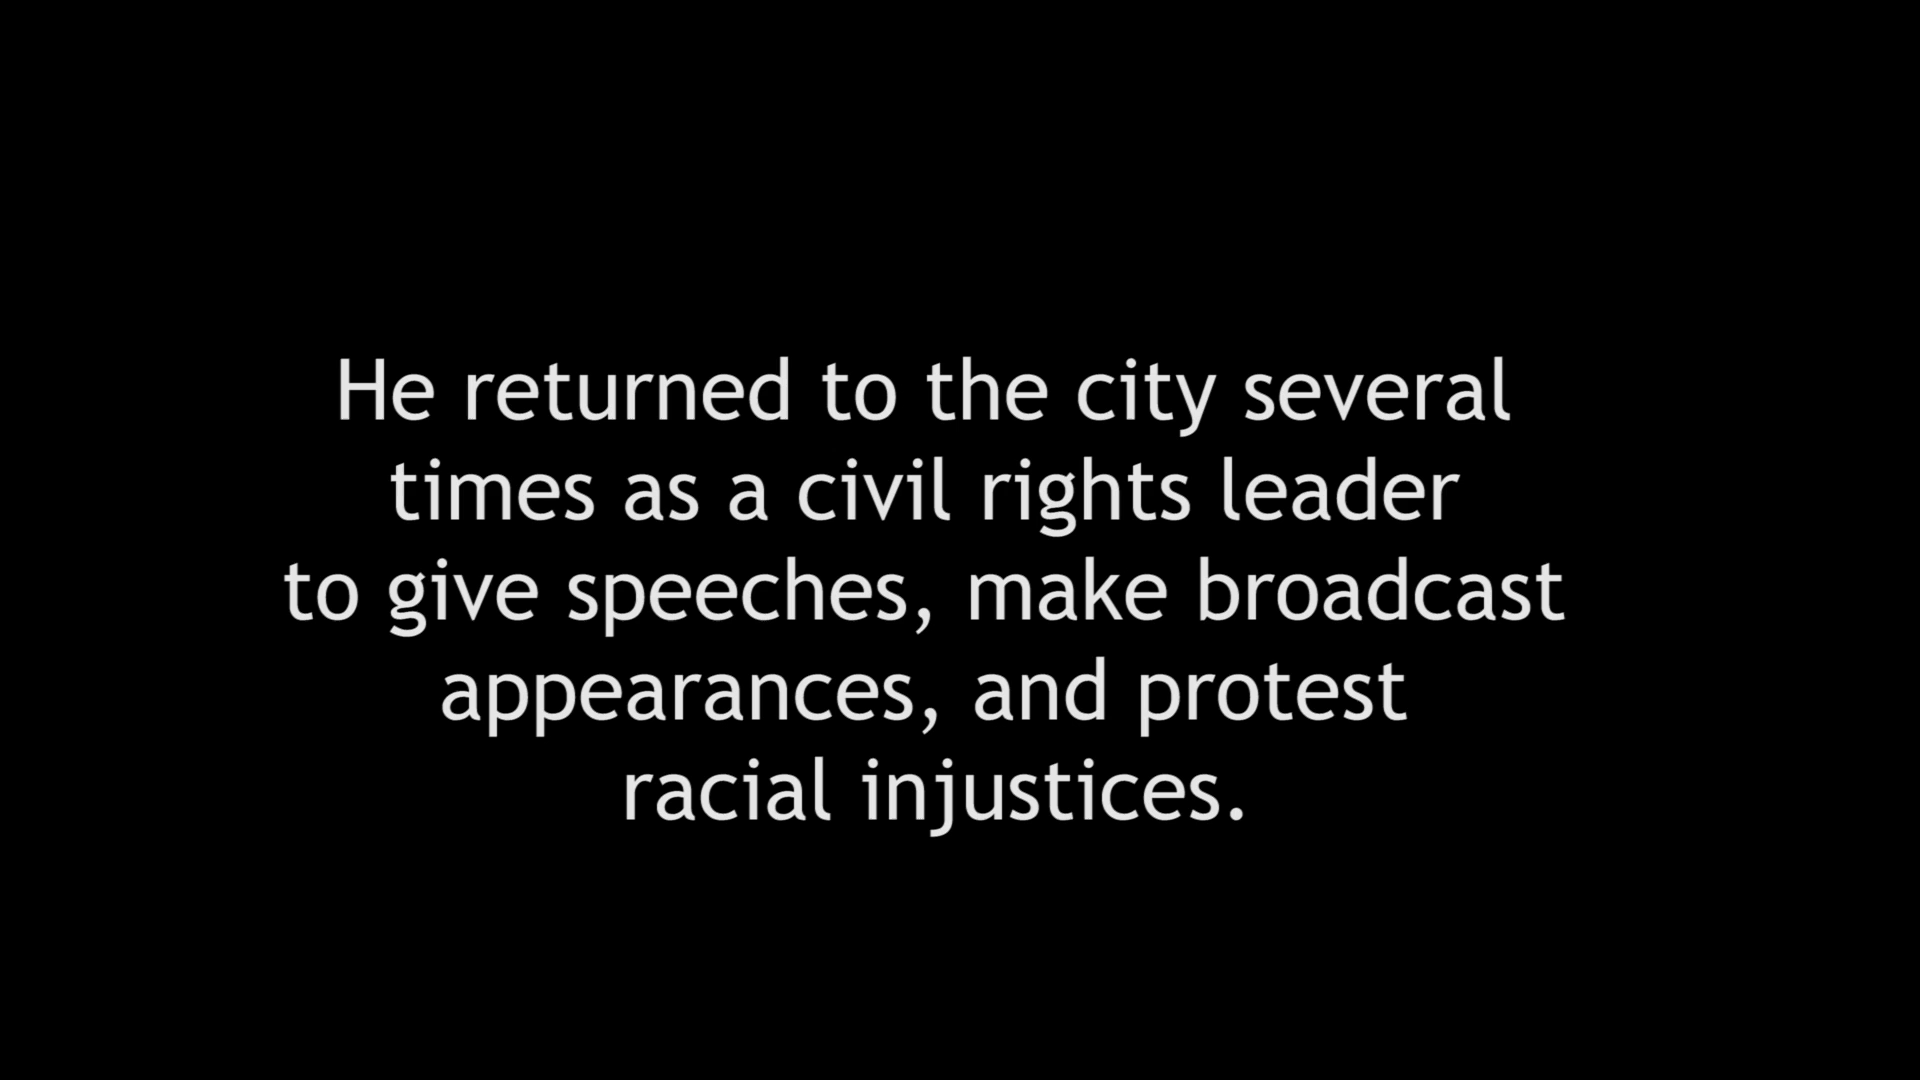 He returned to the city several
times as a civil rights leader
to give speeches, make broadcast
appearances, and protest
racial injustices.